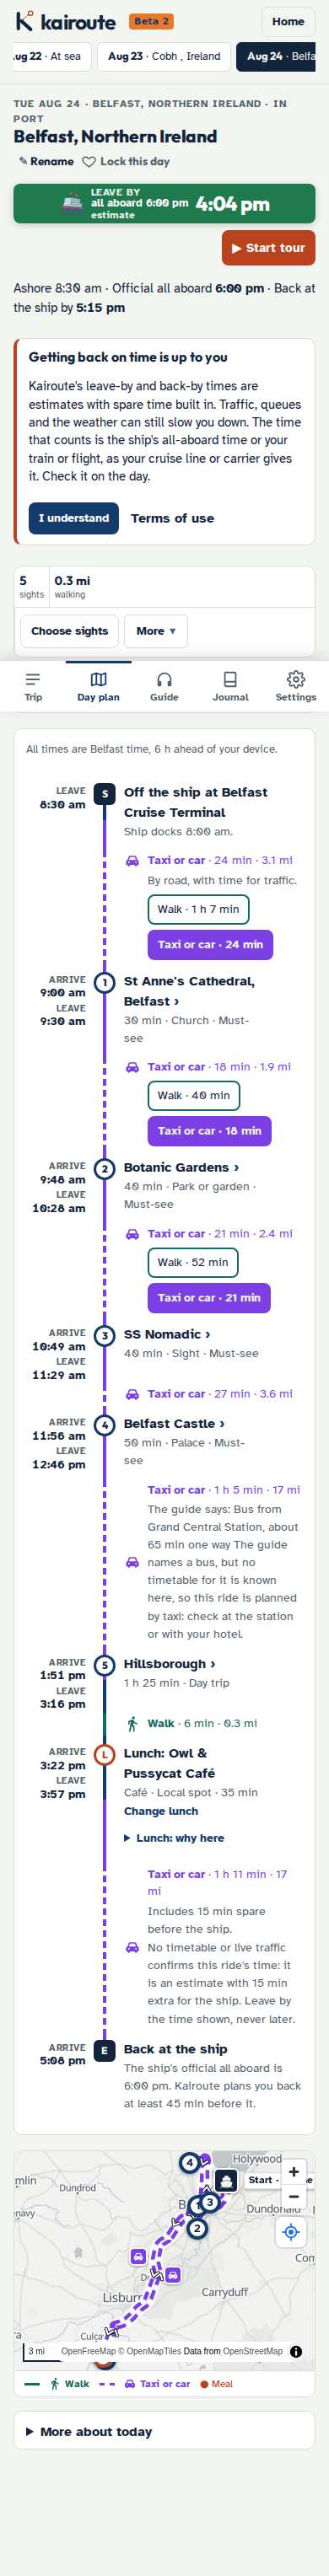 kairoute Beta 2 Home
ug 22 · At sea Aug 23 · Cobh , Ireland Aug 24 · Belfa
TUE AUG 24 · BELFAST, NORTHERN IRELAND · IN
PORT
Belfast, Northern Ireland
✎ Rename Lock this day
LEAVE BY
all aboard 6:00 pm
estimate
4:04 pm
▶ Start tour
Ashore 8:30 am · Official all aboard 6:00 pm · Back at
the ship by 5:15 pm
Getting back on time is up to you
Kairoute's leave-by and back-by times are
estimates with spare time built in. Traffic, queues
and the weather can still slow you down. The time
that counts is the ship's all-aboard time or your
train or flight, as your cruise line or carrier gives
it. Check it on the day.
I understand Terms of use
5
sights
0.3 mi
walking
Choose sights More ▾
Trip Day plan Guide Journal Settings
All times are Belfast time, 6 h ahead of your device.
LEAVE
8:30 am
S
Off the ship at Belfast
Cruise Terminal
Ship docks 8:00 am.
Taxi or car · 24 min · 3.1 mi
By road, with time for traffic.
Walk · 1 h 7 min
Taxi or car · 24 min
ARRIVE
9:00 am
LEAVE
9:30 am
1
St Anne's Cathedral,
Belfast ›
30 min · Church · Must-
see
Taxi or car · 18 min · 1.9 mi
Walk · 40 min
Taxi or car · 18 min
ARRIVE
9:48 am
LEAVE
10:28 am
2
Botanic Gardens ›
40 min · Park or garden ·
Must-see
Taxi or car · 21 min · 2.4 mi
Walk · 52 min
Taxi or car · 21 min
ARRIVE
10:49 am
LEAVE
11:29 am
3
SS Nomadic ›
40 min · Sight · Must-see
Taxi or car · 27 min · 3.6 mi
ARRIVE
11:56 am
LEAVE
12:46 pm
4
Belfast Castle ›
50 min · Palace · Must-
see
Taxi or car · 1 h 5 min · 17 mi
The guide says: Bus from
Grand Central Station, about
65 min one way The guide
names a bus, but no
timetable for it is known
here, so this ride is planned
by taxi: check at the station
or with your hotel.
ARRIVE
1:51 pm
LEAVE
3:16 pm
5
Hillsborough ›
1 h 25 min · Day trip
Walk · 6 min · 0.3 mi
ARRIVE
3:22 pm
LEAVE
3:57 pm
L
Lunch: Owl &
Pussycat Café
Café · Local spot · 35 min
Change lunch
▶ Lunch: why here
Taxi or car · 1 h 11 min · 17
mi
Includes 15 min spare
before the ship.
No timetable or live traffic
confirms this ride's time: it
is an estimate with 15 min
extra for the ship. Leave by
the time shown, never later.
ARRIVE
5:08 pm
E
Back at the ship
The ship's official all aboard is
6:00 pm. Kairoute plans you back
at least 45 min before it.
4 Holywood
mlin Dundrod Start · +
navy B 1 3 Dundonald −
2 Com
Lisburn Carryduff
Culca
3 mi OpenFreeMap © OpenMapTiles Data from OpenStreetMap
Walk Taxi or car Meal
▶ More about today